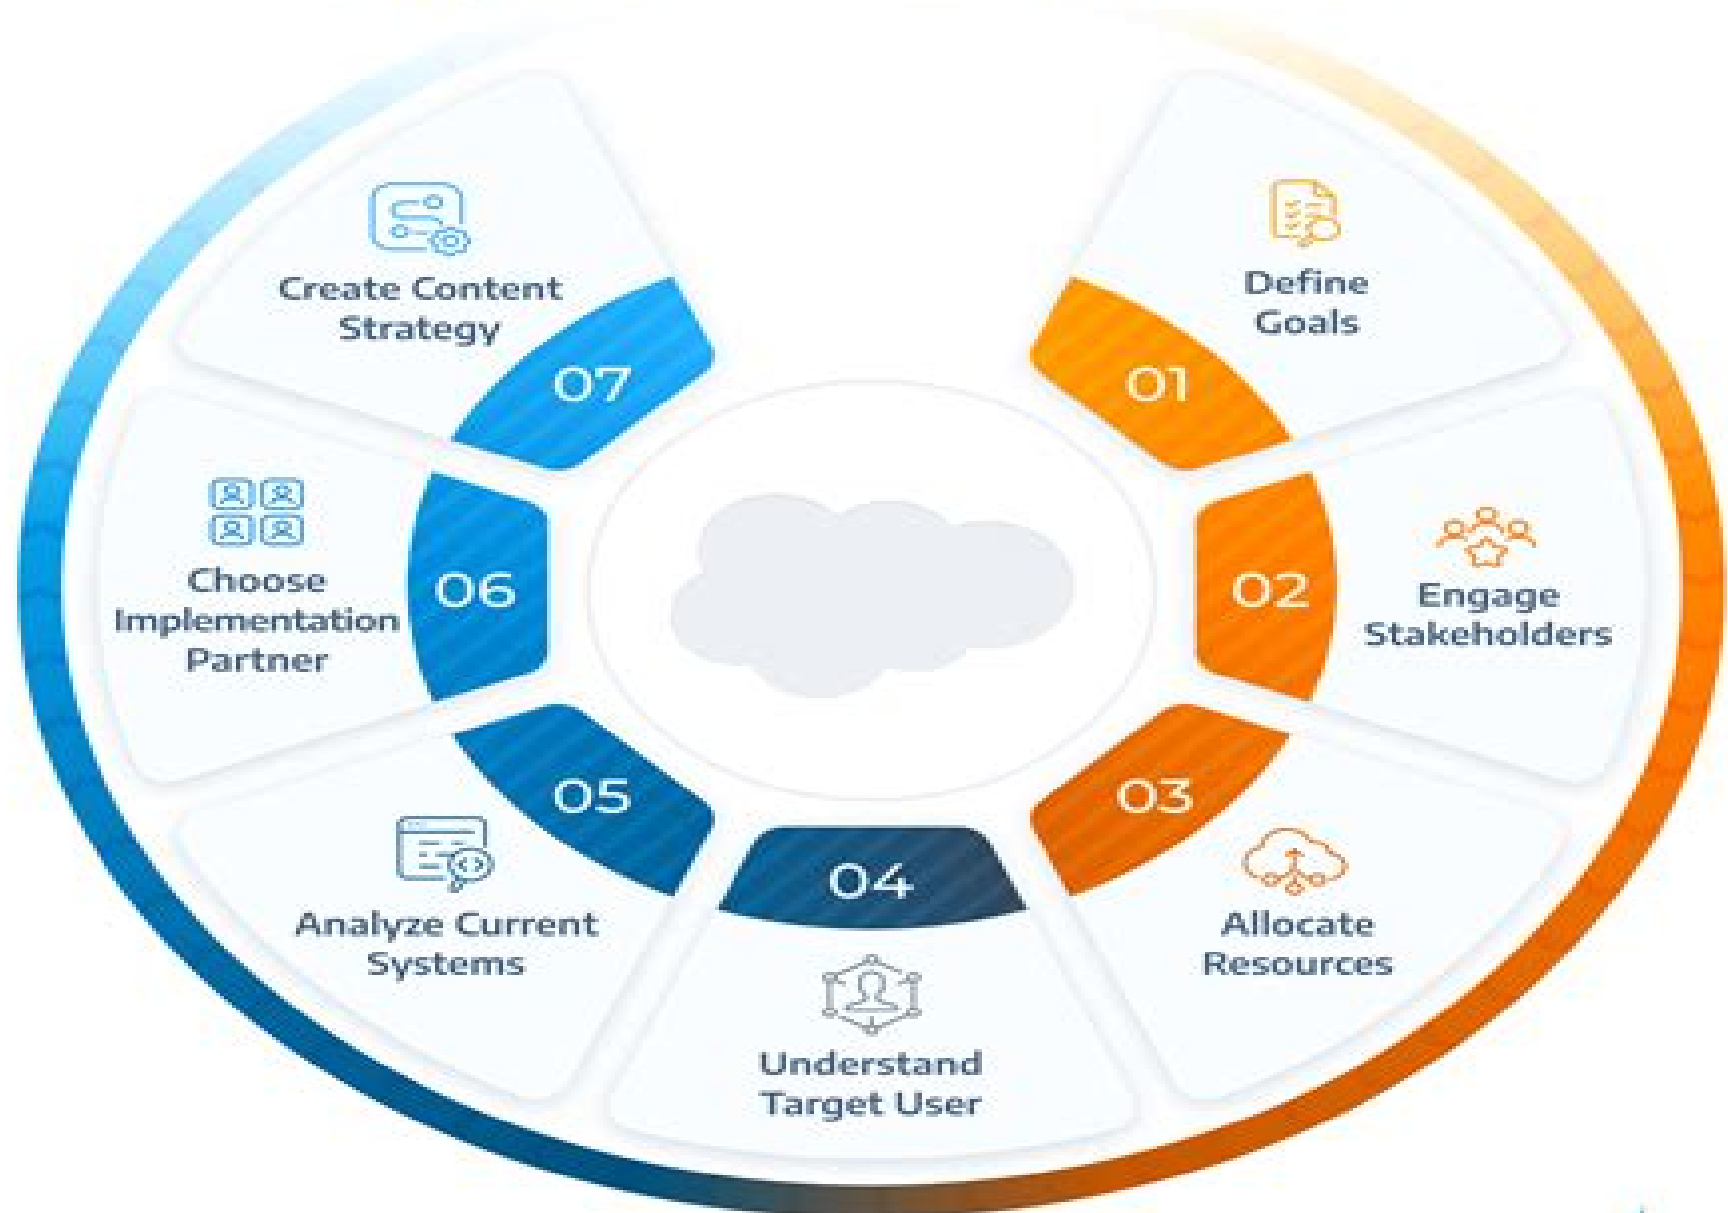 01
Define
Goals
02
Engage
Stakeholders
03
Allocate
Resources
04
Understand
Target User
05
Analyze Current
Systems
06
Choose
Implementation
Partner
07
Create Content
Strategy